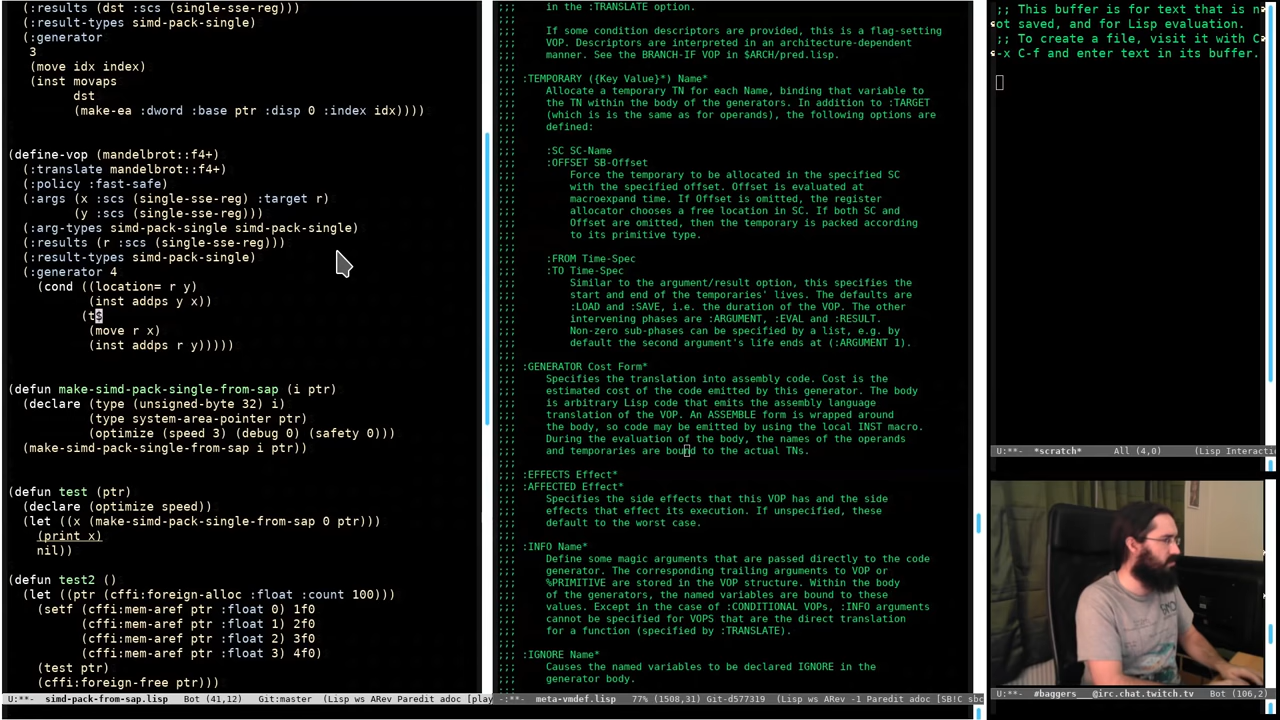 (:results (dst :scs (single-sse-reg)))
(:result-types simd-pack-single)
(:generator
3
(move idx index)
(inst movaps
dst
(make-ea :dword :base ptr :disp 0 :index idx))))
(define-vop (mandelbrot::f4+)
(:translate mandelbrot::f4+)
(:policy :fast-safe)
(:args (x :scs (single-sse-reg) :target r)
(y :scs (single-sse-reg)))
(:arg-types simd-pack-single simd-pack-single)
(:results (r :scs (single-sse-reg)))
(:result-types simd-pack-single)
(:generator 4
(cond ((location= r y)
(inst addps y x))
(t$
(move r x)
(inst addps r y)))))
(defun make-simd-pack-single-from-sap (i ptr)
(declare (type (unsigned-byte 32) i)
(type system-area-pointer ptr)
(optimize (speed 3) (debug 0) (safety 0)))
(make-simd-pack-single-from-sap i ptr))
(defun test (ptr)
(declare (optimize speed))
(let ((x (make-simd-pack-single-from-sap 0 ptr)))
(print x)
nil))
(defun test2 ()
(let ((ptr (cffi:foreign-alloc :float :count 100)))
(setf (cffi:mem-aref ptr :float 0) 1f0
(cffi:mem-aref ptr :float 1) 2f0
(cffi:mem-aref ptr :float 2) 3f0
(cffi:mem-aref ptr :float 3) 4f0)
(test ptr)
(cffi:foreign-free ptr)))
U:**- simd-pack-from-sap.lisp Bot (41,12) Git:master (Lisp ws ARev Paredit adoc [play
;;; in the :TRANSLATE option.
;;;
;;; If some condition descriptors are provided, this is a flag-setting
;;; VOP. Descriptors are interpreted in an architecture-dependent
;;; manner. See the BRANCH-IF VOP in $ARCH/pred.lisp.
;;;
;;; :TEMPORARY ({Key Value}*) Name*
;;; Allocate a temporary TN for each Name, binding that variable to
;;; the TN within the body of the generators. In addition to :TARGET
;;; (which is is the same as for operands), the following options are
;;; defined:
;;;
;;; :SC SC-Name
;;; :OFFSET SB-Offset
;;; Force the temporary to be allocated in the specified SC
;;; with the specified offset. Offset is evaluated at
;;; macroexpand time. If Offset is omitted, the register
;;; allocator chooses a free location in SC. If both SC and
;;; Offset are omitted, then the temporary is packed according
;;; to its primitive type.
;;;
;;; :FROM Time-Spec
;;; :TO Time-Spec
;;; Similar to the argument/result option, this specifies the
;;; start and end of the temporaries' lives. The defaults are
;;; :LOAD and :SAVE, i.e. the duration of the VOP. The other
;;; intervening phases are :ARGUMENT, :EVAL and :RESULT.
;;; Non-zero sub-phases can be specified by a list, e.g. by
;;; default the second argument's life ends at (:ARGUMENT 1).
;;;
;;; :GENERATOR Cost Form*
;;; Specifies the translation into assembly code. Cost is the
;;; estimated cost of the code emitted by this generator. The body
;;; is arbitrary Lisp code that emits the assembly language
;;; translation of the VOP. An ASSEMBLE form is wrapped around
;;; the body, so code may be emitted by using the local INST macro.
;;; During the evaluation of the body, the names of the operands
;;; and temporaries are bound to the actual TNs.
;;;
;;; :EFFECTS Effect*
;;; :AFFECTED Effect*
;;; Specifies the side effects that this VOP has and the side
;;; effects that effect its execution. If unspecified, these
;;; default to the worst case.
;;;
;;; :INFO Name*
;;; Define some magic arguments that are passed directly to the code
;;; generator. The corresponding trailing arguments to VOP or
;;; %PRIMITIVE are stored in the VOP structure. Within the body
;;; of the generators, the named variables are bound to these
;;; values. Except in the case of :CONDITIONAL VOPs, :INFO arguments
;;; cannot be specified for VOPS that are the direct translation
;;; for a function (specified by :TRANSLATE).
;;;
;;; :IGNORE Name*
;;; Causes the named variables to be declared IGNORE in the
;;; generator body.
-:--- meta-vmdef.lisp 77% (1508,31) Git-d577319 (Lisp ws ARev -1 Paredit adoc [SB!C sbc
;; This buffer is for text that is n
ot saved, and for Lisp evaluation.
;; To create a file, visit it with C
-x C-f and enter text in its buffer.
U:**- *scratch* All (4,0) (Lisp Interacti
U:**- #baggers___@irc.chat.twitch.tv Bot (106,2)